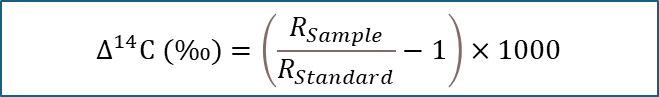 Δ¹⁴C (‰) = (R_Sample / R_Standard − 1) × 1000